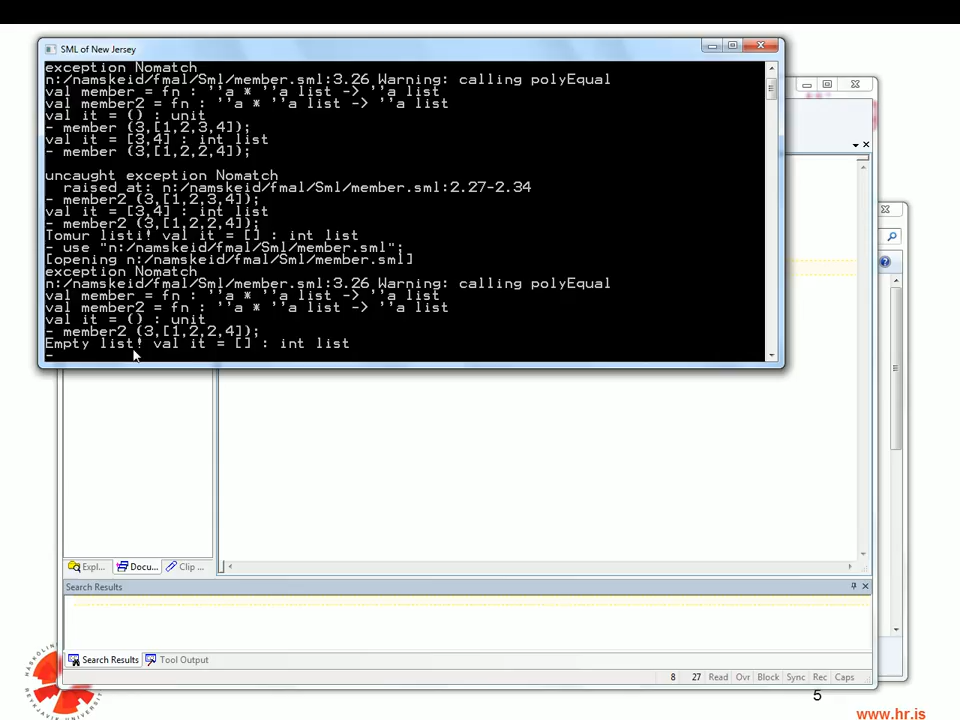 SML of New Jersey
exception Nomatch
n:/namskeid/fmal/Sml/member.sml:3.26 Warning: calling polyEqual
val member = fn : ''a * ''a list -> ''a list
val member2 = fn : ''a * ''a list -> ''a list
val it = () : unit
- member (3,[1,2,3,4]);
val it = [3,4] : int list
- member (3,[1,2,2,4]);
uncaught exception Nomatch
raised at: n:/namskeid/fmal/Sml/member.sml:2.27-2.34
- member2 (3,[1,2,3,4]);
val it = [3,4] : int list
- member2 (3,[1,2,2,4]);
Tomur listi! val it = [] : int list
- use "n:/namskeid/fmal/Sml/member.sml";
[opening n:/namskeid/fmal/Sml/member.sml]
exception Nomatch
n:/namskeid/fmal/Sml/member.sml:3.26 Warning: calling polyEqual
val member = fn : ''a * ''a list -> ''a list
val member2 = fn : ''a * ''a list -> ''a list
val it = () : unit
- member2 (3,[1,2,2,4]);
Empty list! val it = [] : int list
-
Expl... Docu... Clip ...
Search Results
Search Results Tool Output
8 27 Read Ovr Block Sync Rec Caps
5
www.hr.is